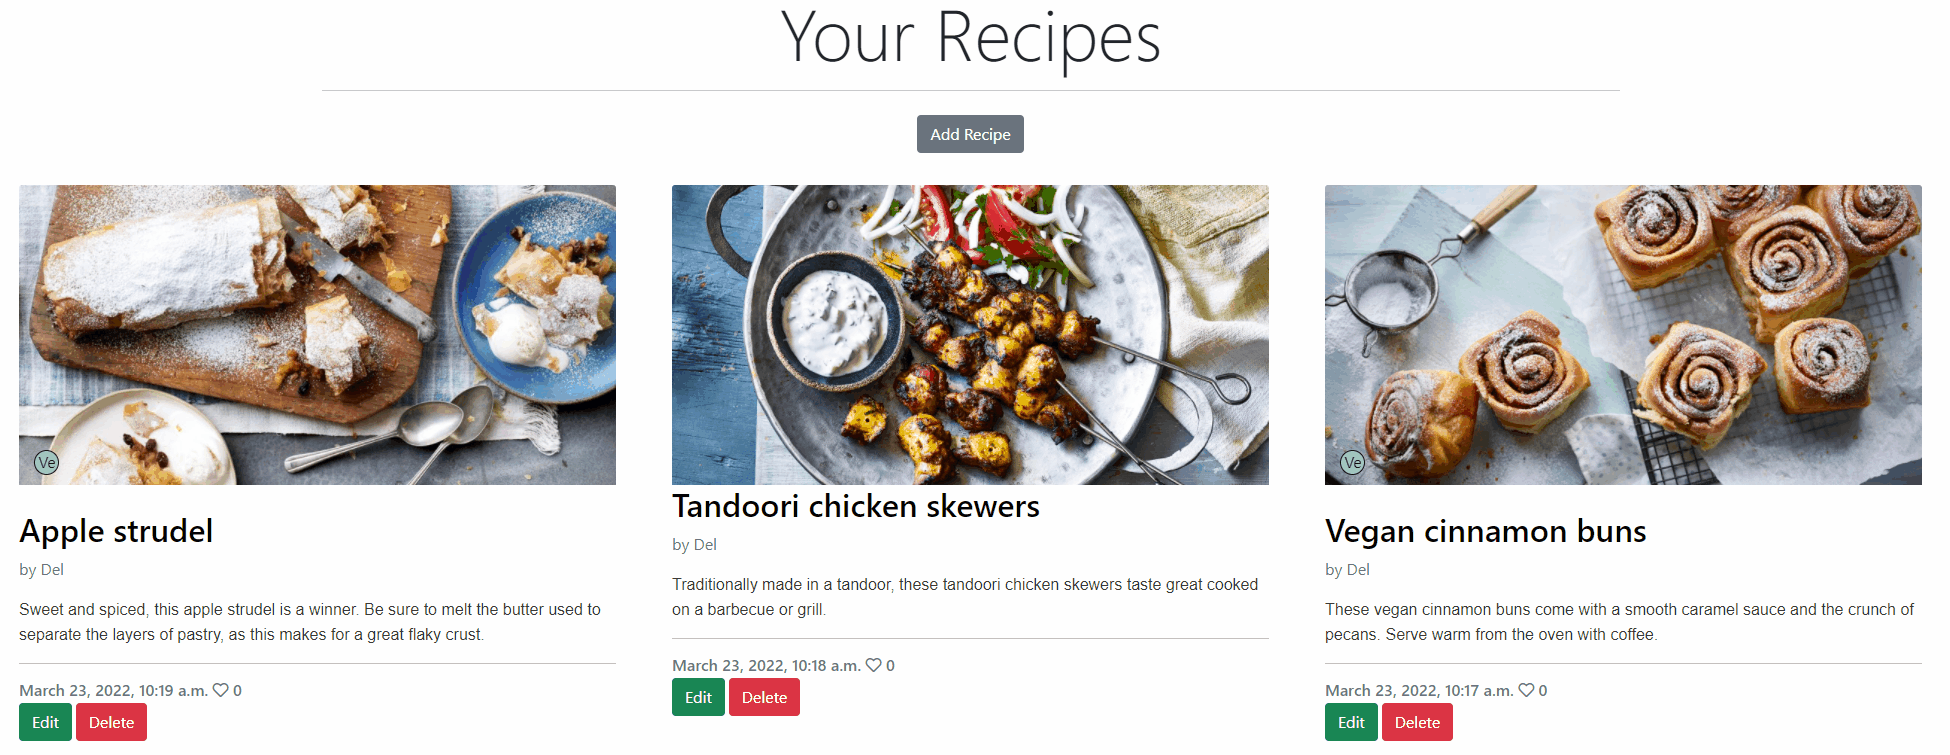 Your Recipes
Add Recipe
Ve
Apple strudel
by Del
Sweet and spiced, this apple strudel is a winner. Be sure to melt the butter used to
separate the layers of pastry, as this makes for a great flaky crust.
March 23, 2022, 10:19 a.m. 0
Edit Delete
Tandoori chicken skewers
by Del
Traditionally made in a tandoor, these tandoori chicken skewers taste great cooked
on a barbecue or grill.
March 23, 2022, 10:18 a.m. 0
Edit Delete
Ve
Vegan cinnamon buns
by Del
These vegan cinnamon buns come with a smooth caramel sauce and the crunch of
pecans. Serve warm from the oven with coffee.
March 23, 2022, 10:17 a.m. 0
Edit Delete